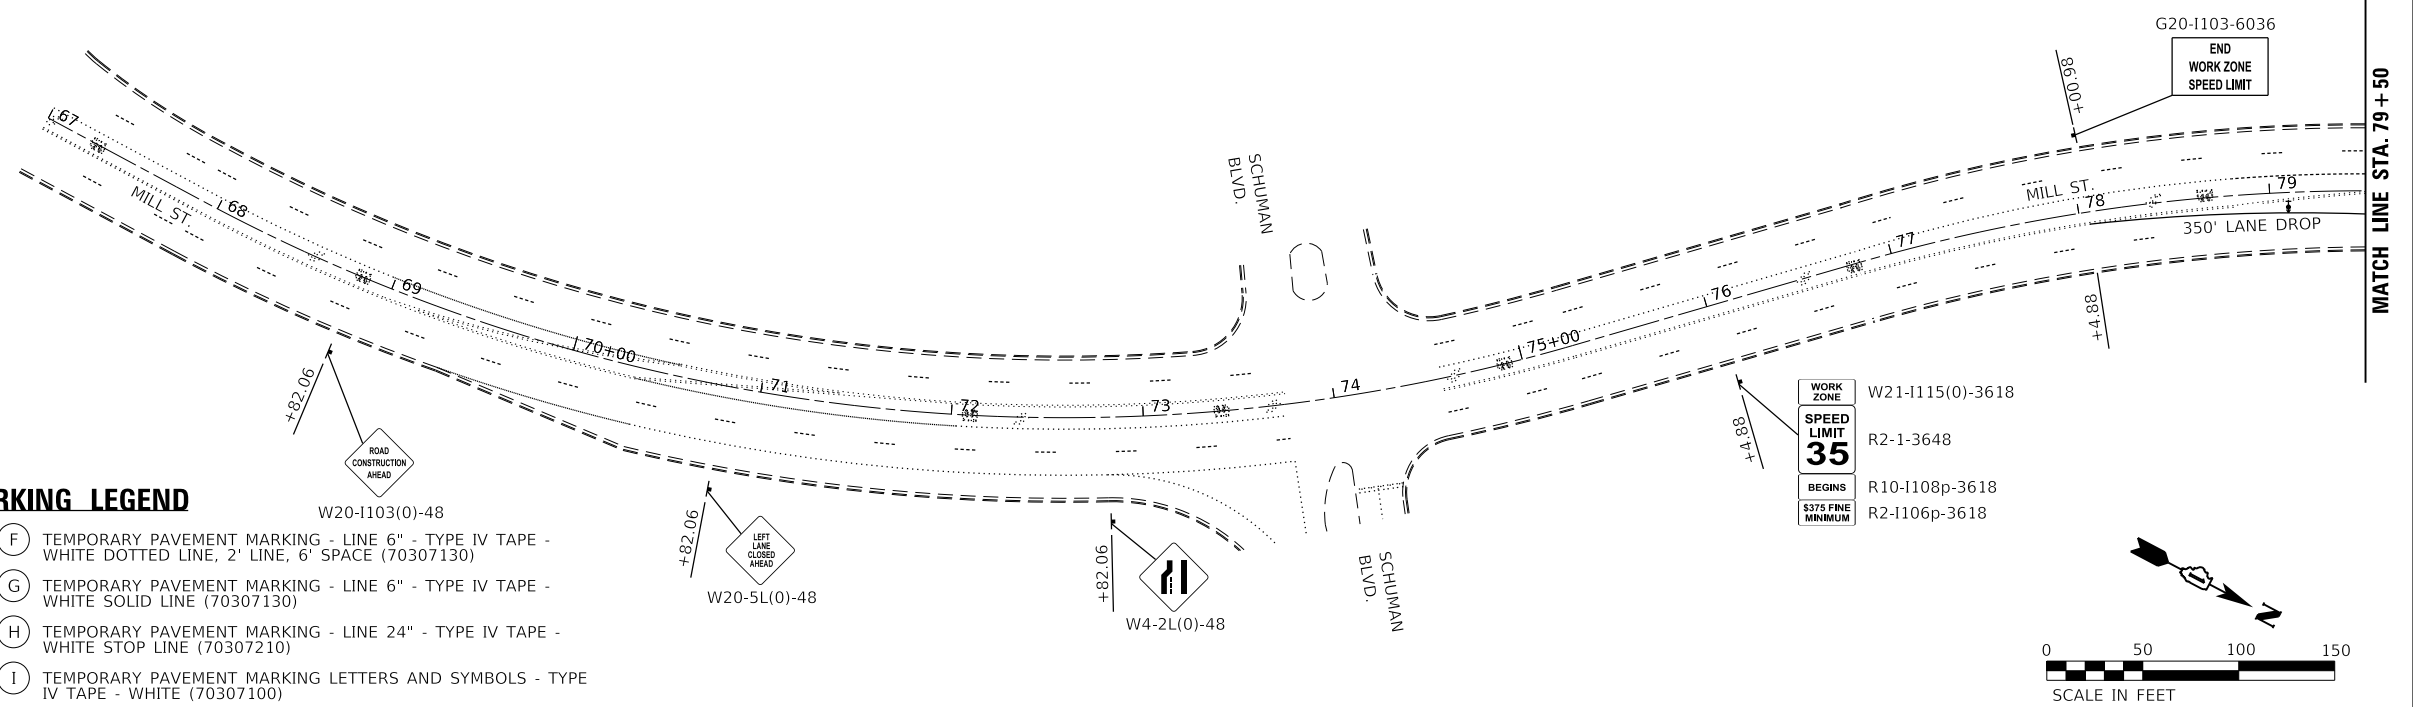 G20-I103-6036
END
WORK ZONE
SPEED LIMIT
+00.98
MATCH LINE STA. 79+50
67
68
69
70+00
71
72
73
74
75+00
76
77
78
79
MILL ST.
MILL ST.
SCHUMAN
BLVD.
350' LANE DROP
+4.88
+4.88
WORK
ZONE
W21-I115(0)-3618
SPEED
LIMIT
35
R2-1-3648
BEGINS
R10-I108p-3618
$375 FINE
MINIMUM
R2-I106p-3618
+82.06
ROAD
CONSTRUCTION
AHEAD
W20-I103(0)-48
+82.06
LEFT
LANE
CLOSED
AHEAD
W20-5L(0)-48
+82.06
W4-2L(0)-48
SCHUMAN
BLVD.
RKING LEGEND
F TEMPORARY PAVEMENT MARKING - LINE 6" - TYPE IV TAPE -
WHITE DOTTED LINE, 2' LINE, 6' SPACE (70307130)
G TEMPORARY PAVEMENT MARKING - LINE 6" - TYPE IV TAPE -
WHITE SOLID LINE (70307130)
H TEMPORARY PAVEMENT MARKING - LINE 24" - TYPE IV TAPE -
WHITE STOP LINE (70307210)
I TEMPORARY PAVEMENT MARKING LETTERS AND SYMBOLS - TYPE
IV TAPE - WHITE (70307100)
N
0 50 100 150
SCALE IN FEET